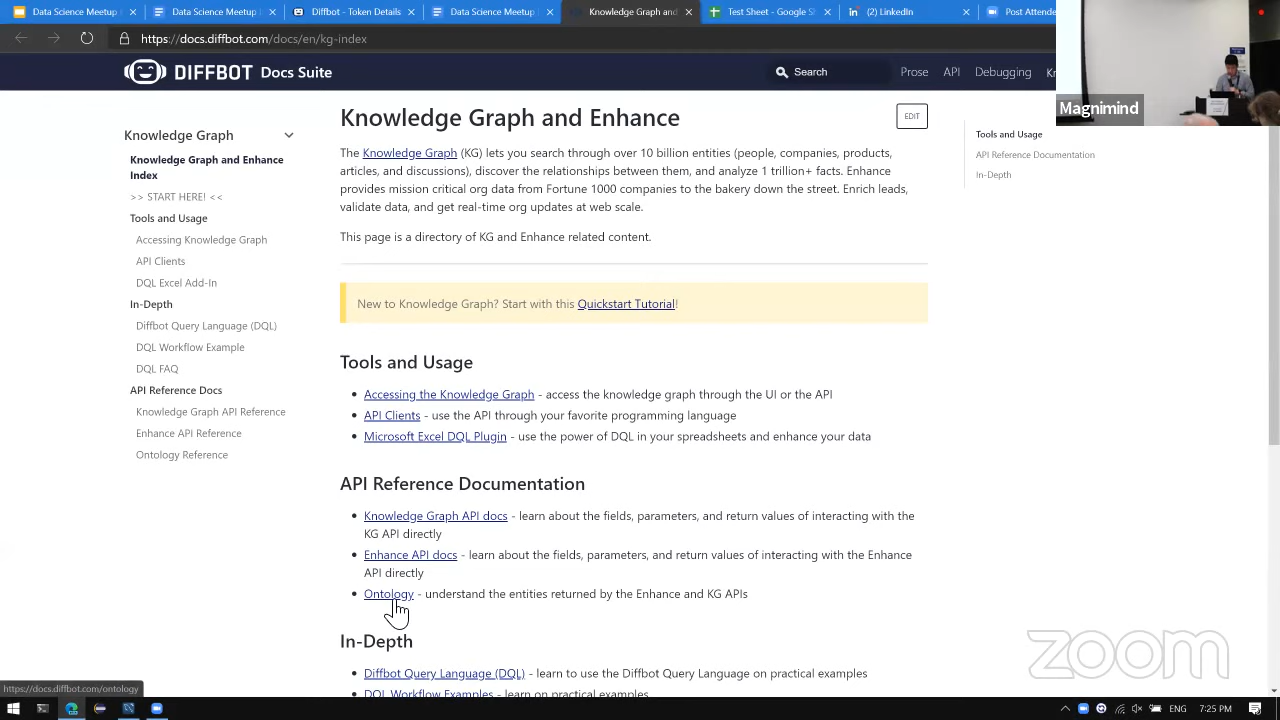 Data Summer Meetup
Diffbot Tokens
Data Summer Meetup
Knowledge Graph and
Test Sheet - Google
(2) LinkedIn
Post Attende
https://docs.diffbot.com/docs/en/kg-index
DIFFBOT Docs Suite
Search
Prose
API
Debugging
Magnimind
Knowledge Graph
Knowledge Graph and Enhance
Index
>> START HERE! <<
Tools and Usage
Accessing Knowledge Graph
API Clients
DQL Excel Add-In
In-Depth
Diffbot Query Language (DQL)
DQL Workflow Example
DQL FAQ
API Reference Docs
Knowledge Graph API Reference
Enhance API Reference
Ontology Reference
Knowledge Graph and Enhance
EDIT
The Knowledge Graph (KG) lets you search through over 10 billion entities (people, companies, products,
articles, and discussions), discover the relationships between them, and analyze 1 trillion+ facts. Enhance
provides mission critical org data from Fortune 1000 companies to the bakery down the street. Enrich leads,
validate data, and get real-time org updates at web scale.
This page is a directory of KG and Enhance related content.
New to Knowledge Graph? Start with this Quickstart Tutorial!
Tools and Usage
• Accessing the Knowledge Graph - access the knowledge graph through the UI or the API
• API Clients - use the API through your favorite programming language
• Microsoft Excel DQL Plugin - use the power of DQL in your spreadsheets and enhance your data
API Reference Documentation
• Knowledge Graph API docs - learn about the fields, parameters, and return values of interacting with the
KG API directly
• Enhance API docs - learn about the fields, parameters, and return values of interacting with the Enhance
API directly
• Ontology - understand the entities returned by the Enhance and KG APIs
In-Depth
• Diffbot Query Language (DQL) - learn to use the Diffbot Query Language on practical examples
• DQL Workflow Examples - learn on practical examples
Tools and Usage
API Reference Documentation
In-Depth
zoom
https://docs.diffbot.com/ontology
ENG
7:25 PM